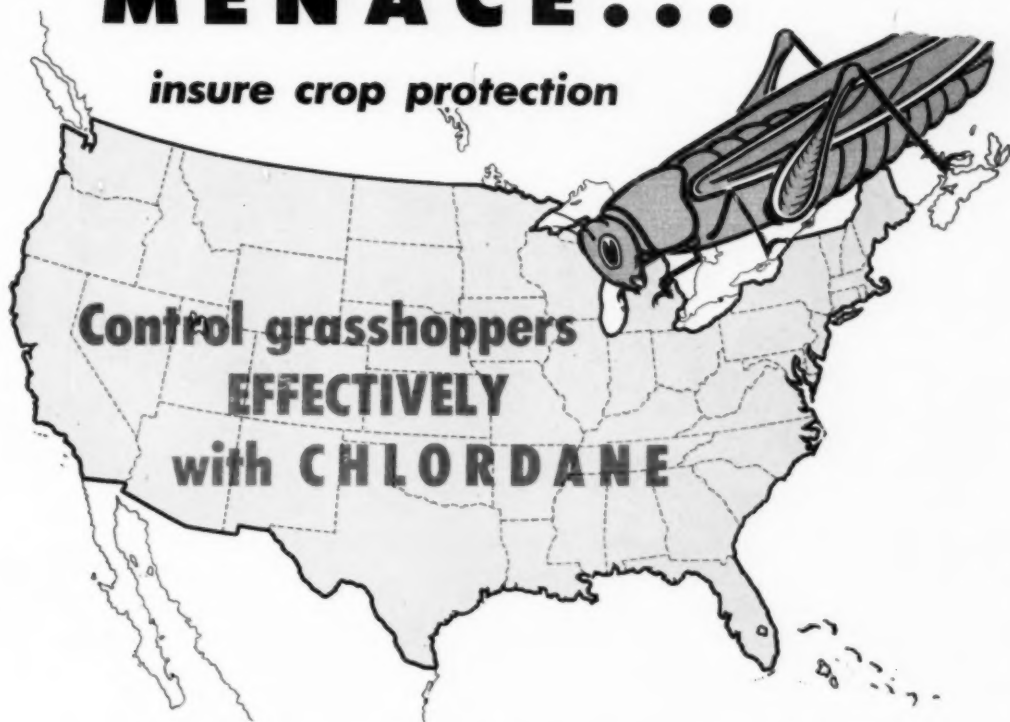 MENACE...
insure crop protection
Control grasshoppers
EFFECTIVELY
with CHLORDANE